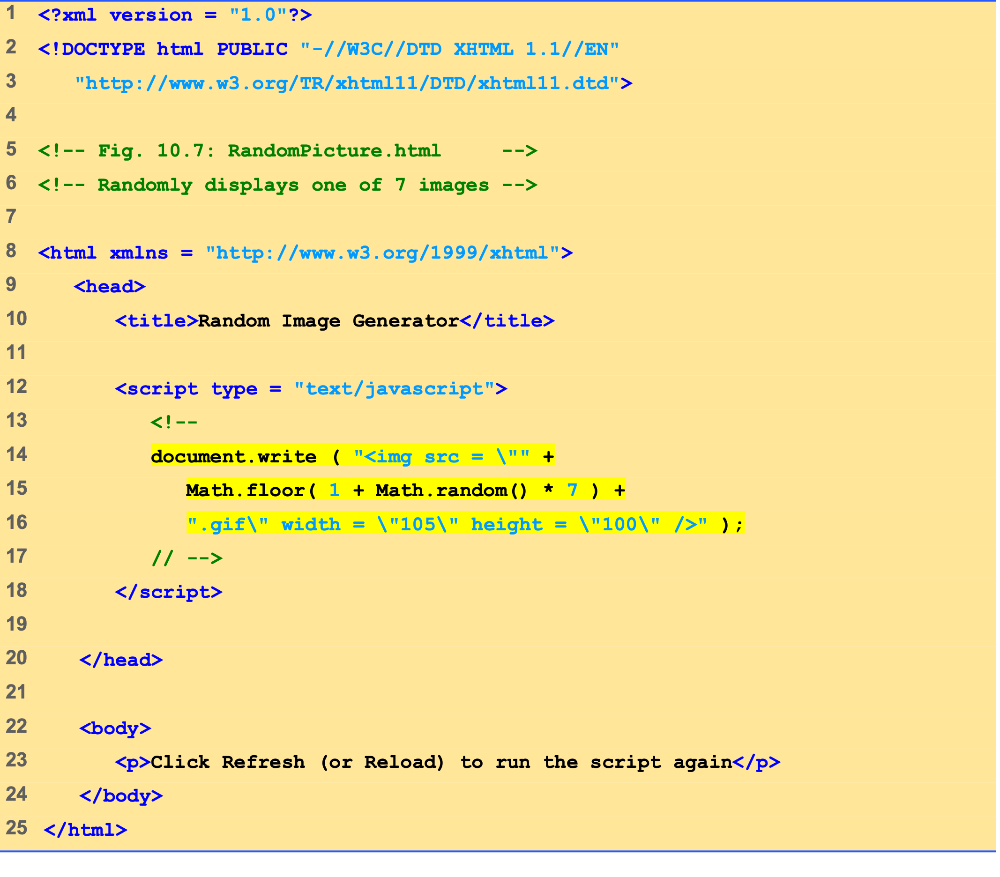 1 <?xml version = "1.0"?>
2 <!DOCTYPE html PUBLIC "-//W3C//DTD XHTML 1.1//EN"
3 "http://www.w3.org/TR/xhtml11/DTD/xhtml11.dtd">
4
5 <!-- Fig. 10.7: RandomPicture.html     -->
6 <!-- Randomly displays one of 7 images -->
7
8 <html xmlns = "http://www.w3.org/1999/xhtml">
9 <head>
10 <title>Random Image Generator</title>
11
12 <script type = "text/javascript">
13 <!--
14 document.write ( "<img src = \"" +
15 Math.floor( 1 + Math.random() * 7 ) +
16 ".gif\" width = \"105\" height = \"100\" />" );
17 // -->
18 </script>
19
20 </head>
21
22 <body>
23 <p>Click Refresh (or Reload) to run the script again</p>
24 </body>
25 </html>